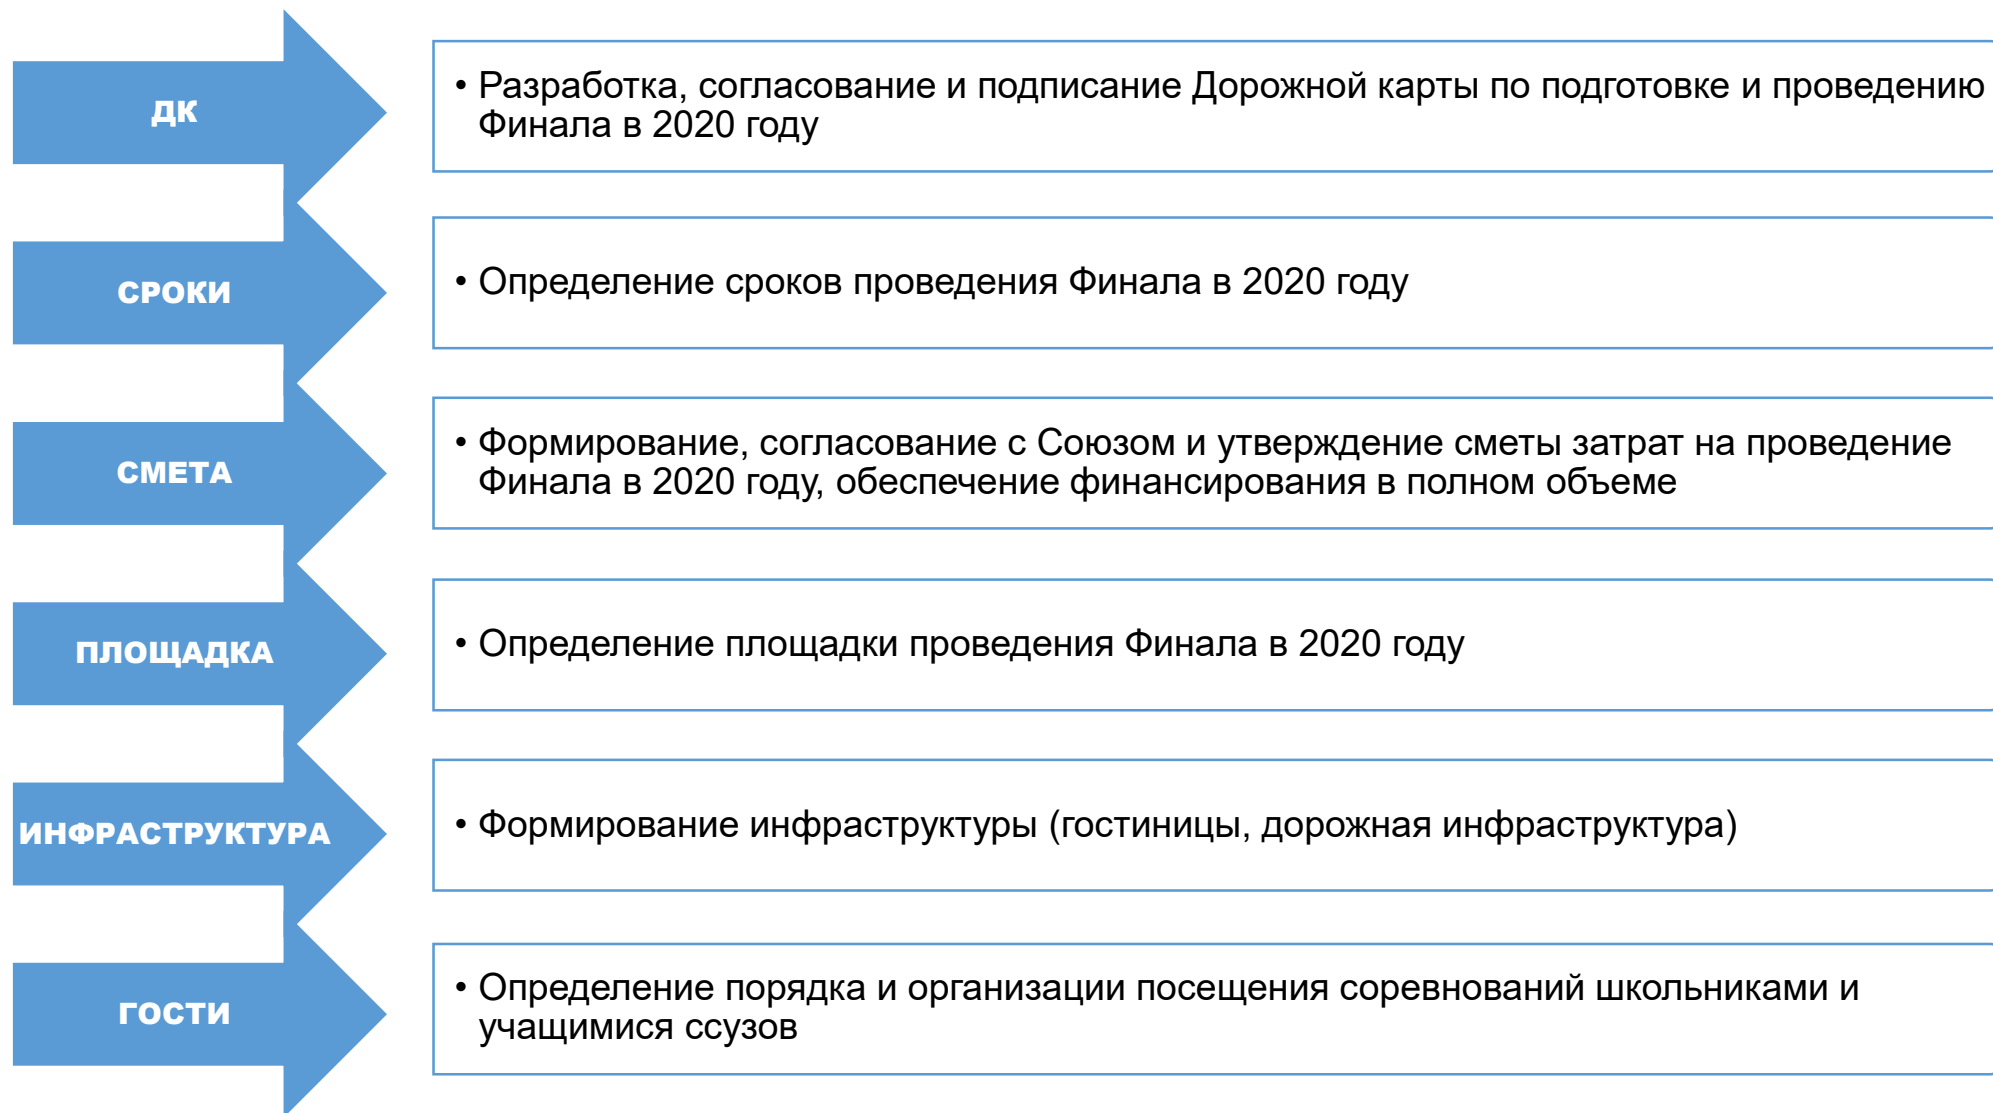 ДК
• Разработка, согласование и подписание Дорожной карты по подготовке и проведению
Финала в 2020 году
СРОКИ
• Определение сроков проведения Финала в 2020 году
СМЕТА
• Формирование, согласование с Союзом и утверждение сметы затрат на проведение
Финала в 2020 году, обеспечение финансирования в полном объеме
ПЛОЩАДКА
• Определение площадки проведения Финала в 2020 году
ИНФРАСТРУКТУРА
• Формирование инфраструктуры (гостиницы, дорожная инфраструктура)
ГОСТИ
• Определение порядка и организации посещения соревнований школьниками и
учащимися ссузов